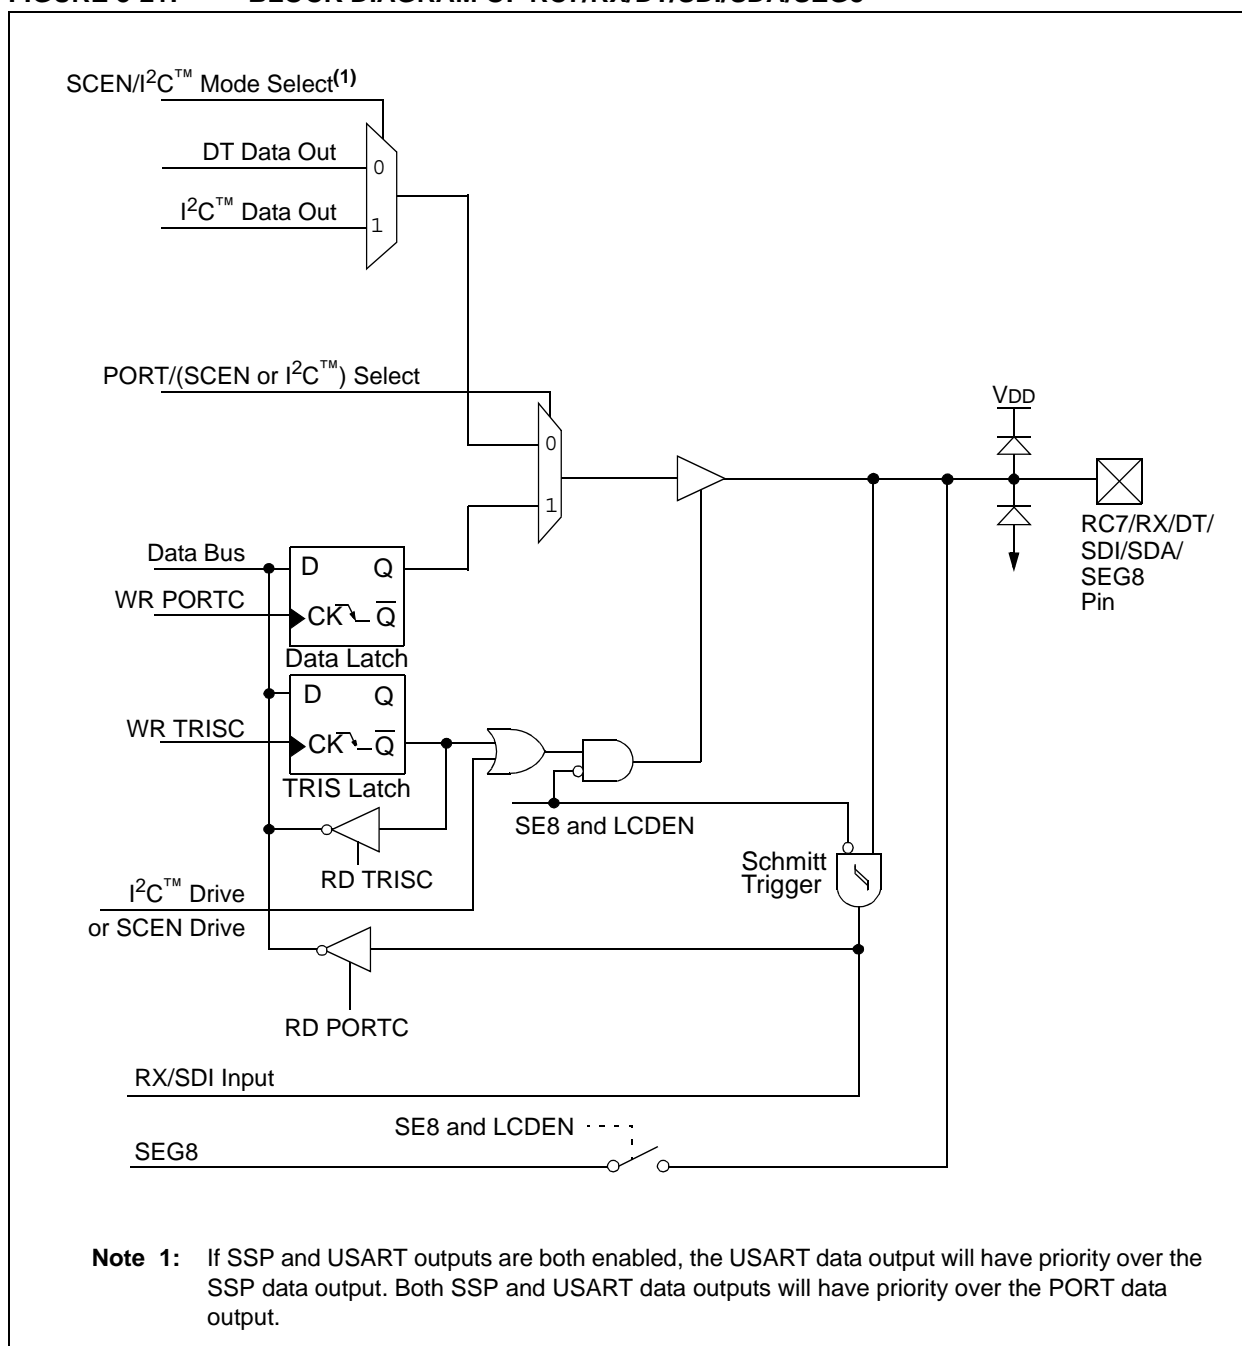 SCEN/I2C™ Mode Select(1)
DT Data Out
0
I2C™ Data Out
1
PORT/(SCEN or I2C™) Select
VDD
0
1
RC7/RX/DT/
SDI/SDA/
SEG8
Pin
Data Bus
D Q
WR PORTC
CK Q
Data Latch
D Q
WR TRISC
CK Q
TRIS Latch
SE8 and LCDEN
Schmitt
Trigger
RD TRISC
I2C™ Drive
or SCEN Drive
RD PORTC
RX/SDI Input
SE8 and LCDEN
SEG8
Note 1: If SSP and USART outputs are both enabled, the USART data output will have priority over the
SSP data output. Both SSP and USART data outputs will have priority over the PORT data
output.